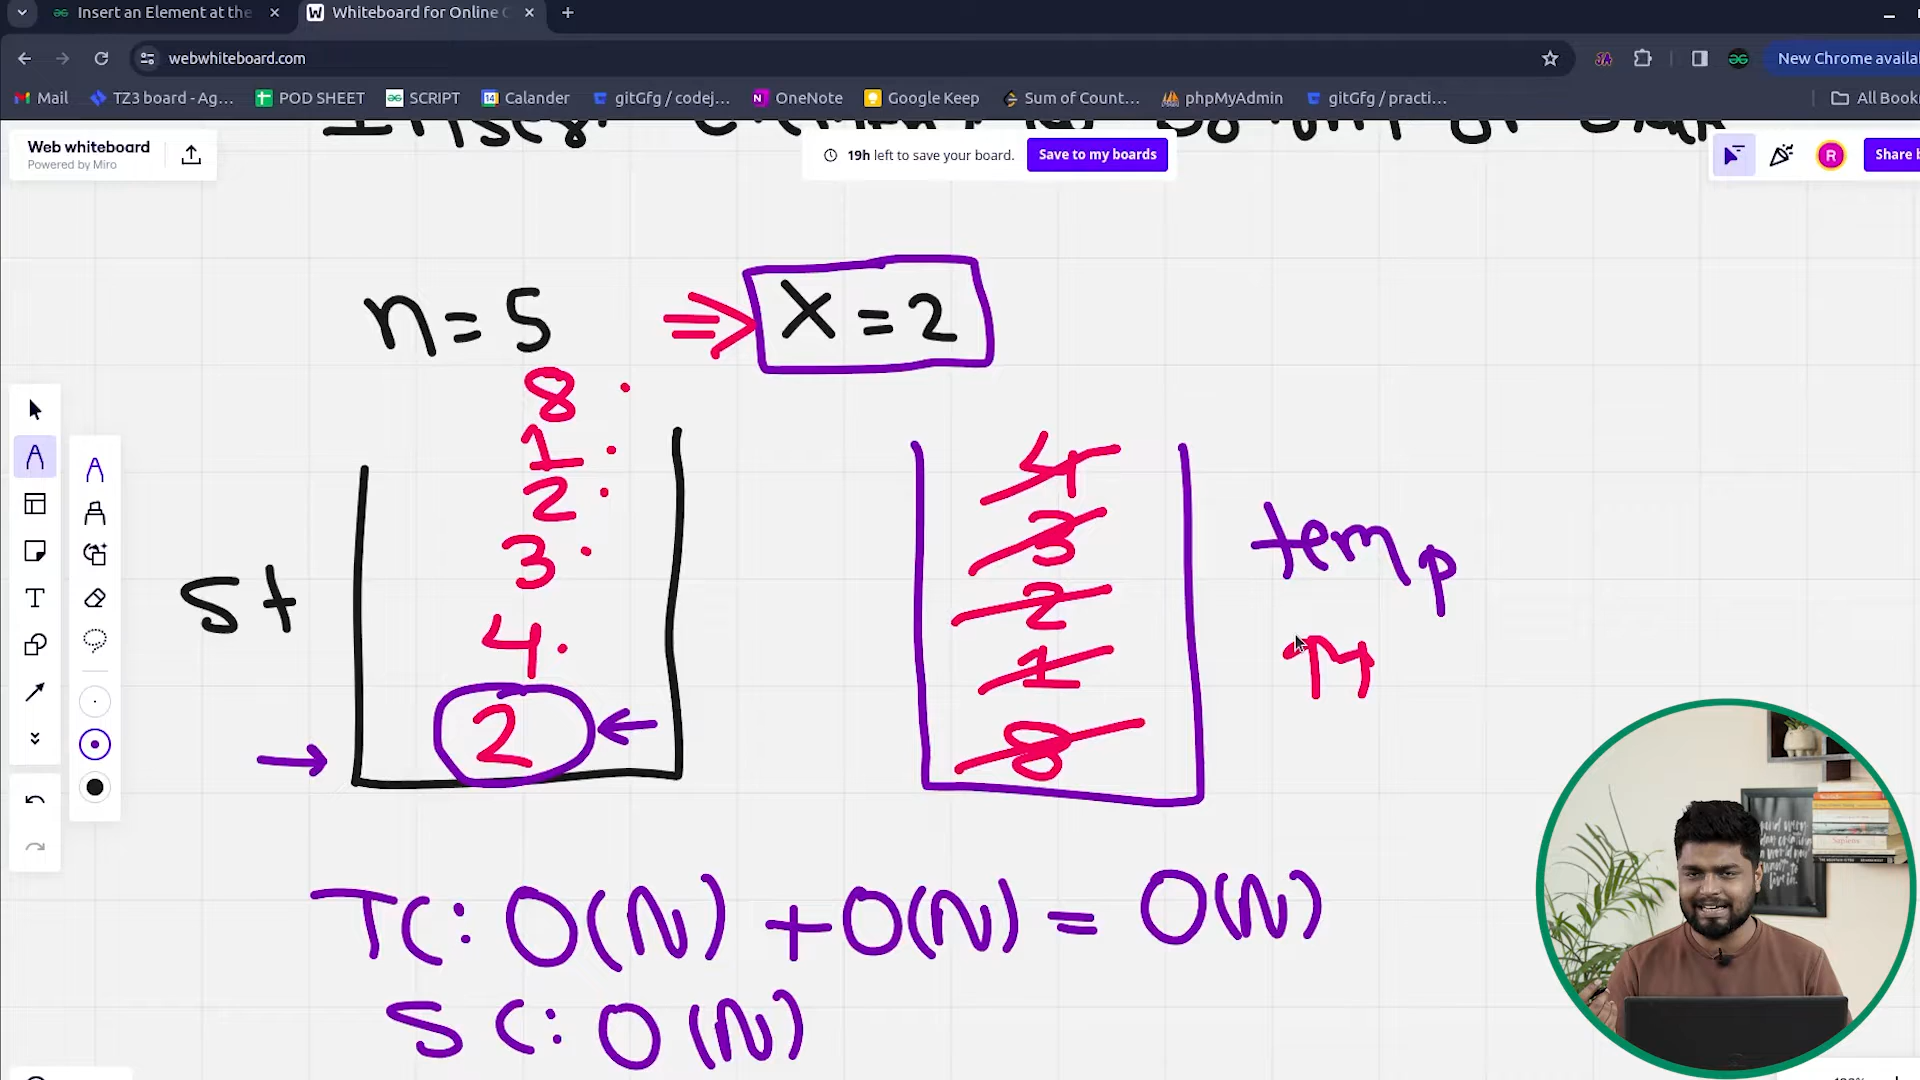 Insert an Element at the
Whiteboard for Online
webwhiteboard.com
New Chrome availa
Mail
TZ3 board - Ag...
POD SHEET
SCRIPT
Calander
gitGfg / codej...
OneNote
Google Keep
Sum of Count...
phpMyAdmin
gitGfg / practi...
All Book
Web whiteboard
Powered by Miro
19h left to save your board.
Save to my boards
R
Share
n = 5
⇒ X = 2
8
1
2
3
4
2
st
4
3
2
1
8
temp
n
TC: O(N) + O(N) = O(N)
SC: O(N)